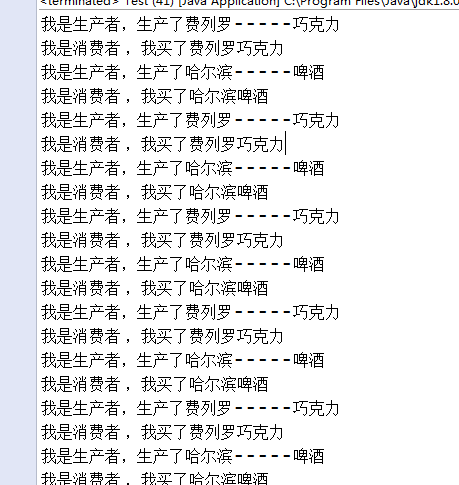 <terminated> Test (41) [Java Application] C:\Program Files\Java\jdk1.8.0
我是生产者，生产了费列罗-----巧克力
我是消费者 ，我买了费列罗巧克力
我是生产者，生产了哈尔滨-----啤酒
我是消费者 ，我买了哈尔滨啤酒
我是生产者，生产了费列罗-----巧克力
我是消费者 ，我买了费列罗巧克力
我是生产者，生产了哈尔滨-----啤酒
我是消费者 ，我买了哈尔滨啤酒
我是生产者，生产了费列罗-----巧克力
我是消费者 ，我买了费列罗巧克力
我是生产者，生产了哈尔滨-----啤酒
我是消费者 ，我买了哈尔滨啤酒
我是生产者，生产了费列罗-----巧克力
我是消费者 ，我买了费列罗巧克力
我是生产者，生产了哈尔滨-----啤酒
我是消费者 ，我买了哈尔滨啤酒
我是生产者，生产了费列罗-----巧克力
我是消费者 ，我买了费列罗巧克力
我是生产者，生产了哈尔滨-----啤酒
我是消费者 ，我买了哈尔滨啤酒